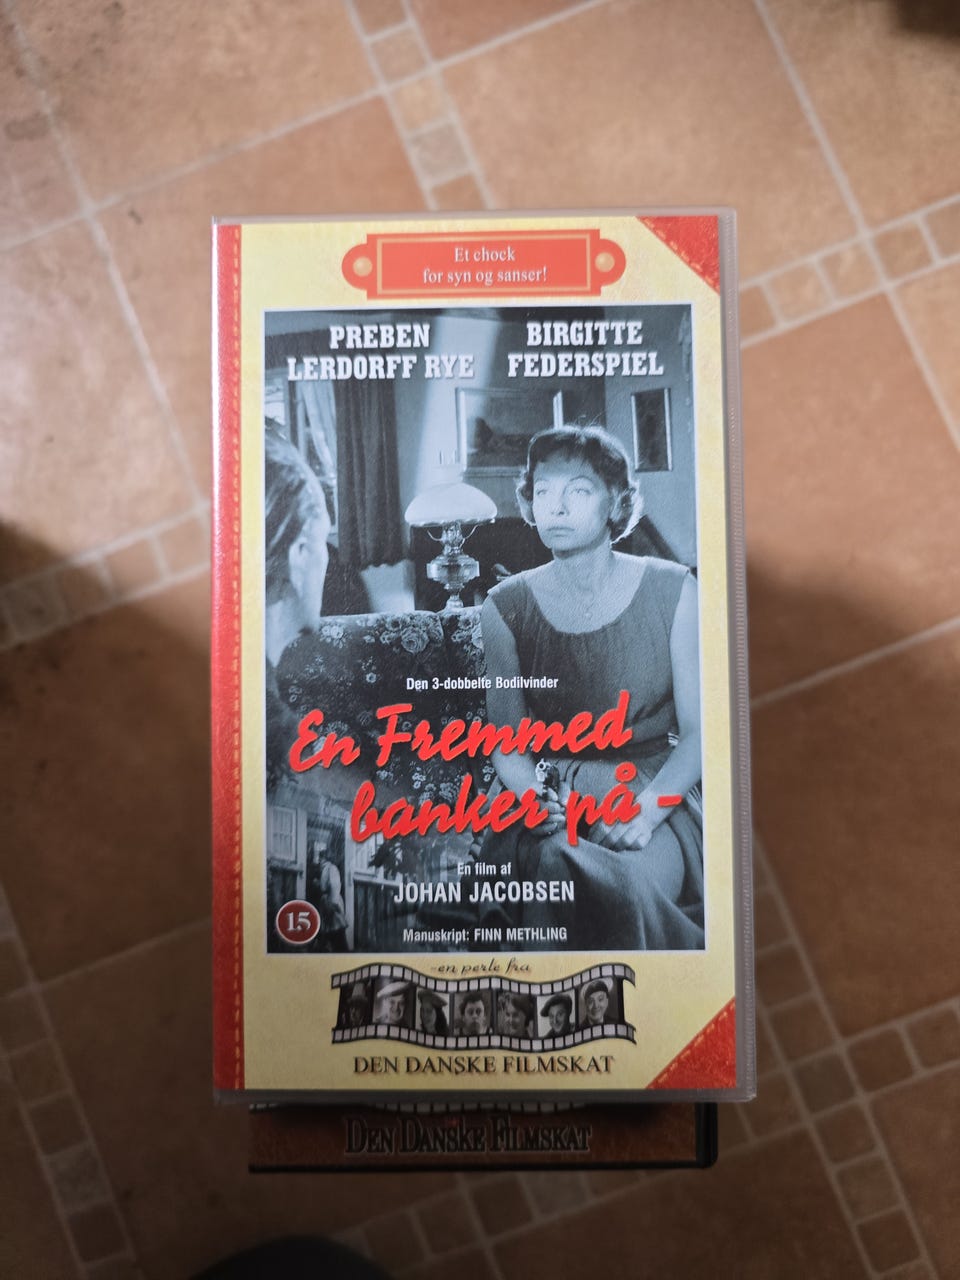 Et chock
for syn og sanser!
PREBEN
LERDORFF RYE
BIRGITTE
FEDERSPIEL
Den 3-dobbelte Bodilvinder
En Fremmed
banker på -
En film af
JOHAN JACOBSEN
Manuskript: FINN METHLING
15
-en perle fra
DEN DANSKE FILMSKAT
DEN DANSKE FILMSKAT